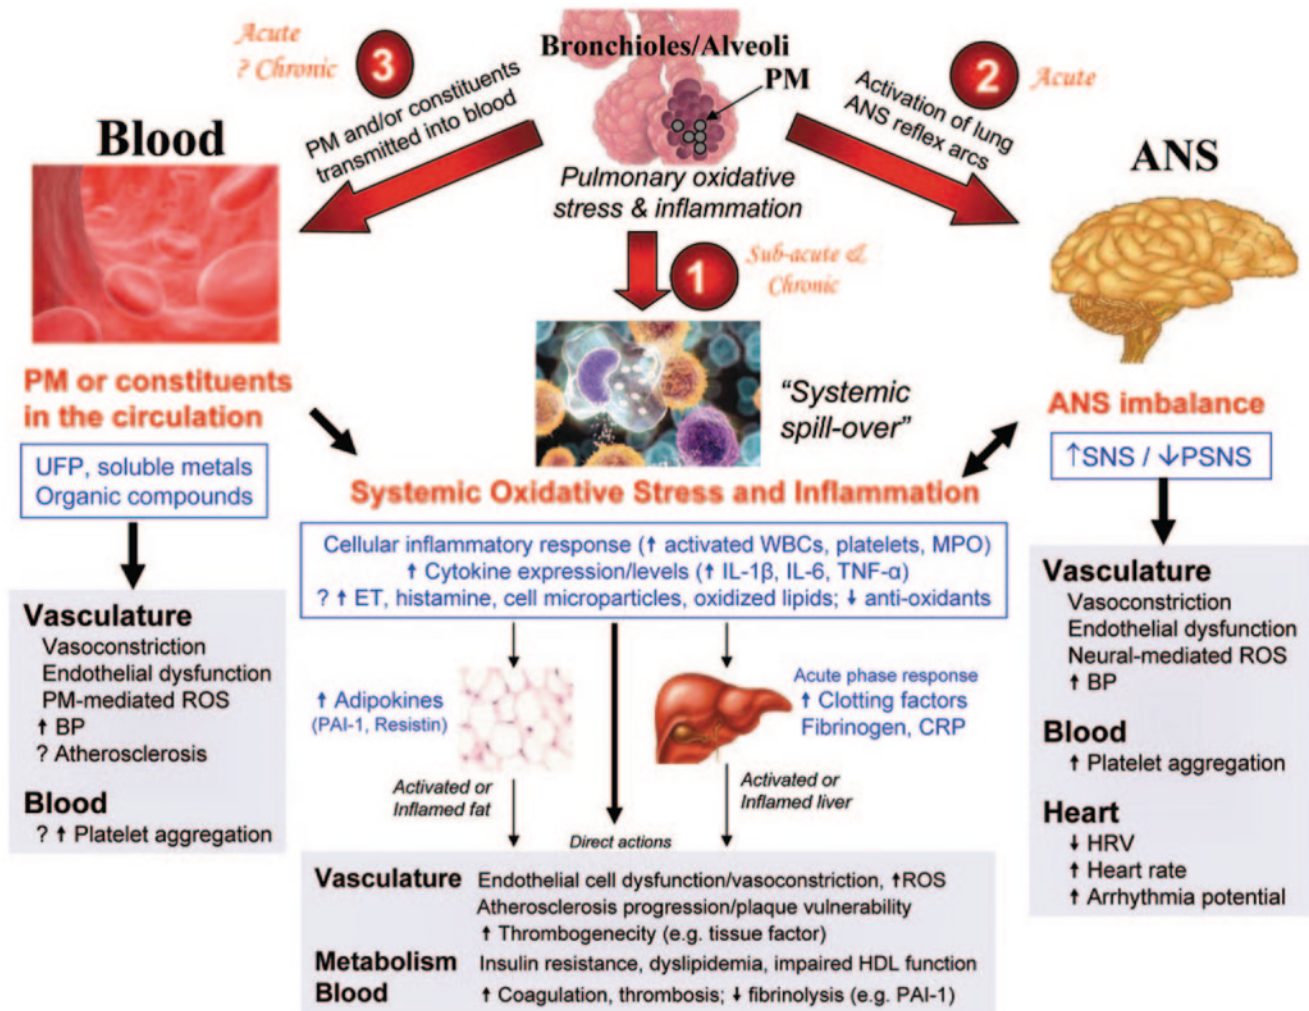 Acute
? Chronic
3
PM and/or constituents
transmitted into blood
Bronchioles/Alveoli
PM
Pulmonary oxidative
stress & inflammation
2
Acute
Activation of lung
ANS reflex arcs
Blood
ANS
1
Sub-acute &
Chronic
"Systemic
spill-over"
PM or constituents
in the circulation
UFP, soluble metals
Organic compounds
Vasculature
Vasoconstriction
Endothelial dysfunction
PM-mediated ROS
↑ BP
? Atherosclerosis
Blood
? ↑ Platelet aggregation
Systemic Oxidative Stress and Inflammation
Cellular inflammatory response (↑ activated WBCs, platelets, MPO)
↑ Cytokine expression/levels (↑ IL-1β, IL-6, TNF-α)
? ↑ ET, histamine, cell microparticles, oxidized lipids; ↓ anti-oxidants
↑ Adipokines
(PAI-1, Resistin)
Activated or
Inflamed fat
Acute phase response
↑ Clotting factors
Fibrinogen, CRP
Activated or
Inflamed liver
Direct actions
Vasculature Endothelial cell dysfunction/vasoconstriction, ↑ROS
Atherosclerosis progression/plaque vulnerability
↑ Thrombogenecity (e.g. tissue factor)
Metabolism Insulin resistance, dyslipidemia, impaired HDL function
Blood ↑ Coagulation, thrombosis; ↓ fibrinolysis (e.g. PAI-1)
ANS imbalance
↑SNS / ↓PSNS
Vasculature
Vasoconstriction
Endothelial dysfunction
Neural-mediated ROS
↑ BP
Blood
↑ Platelet aggregation
Heart
↓ HRV
↑ Heart rate
↑ Arrhythmia potential